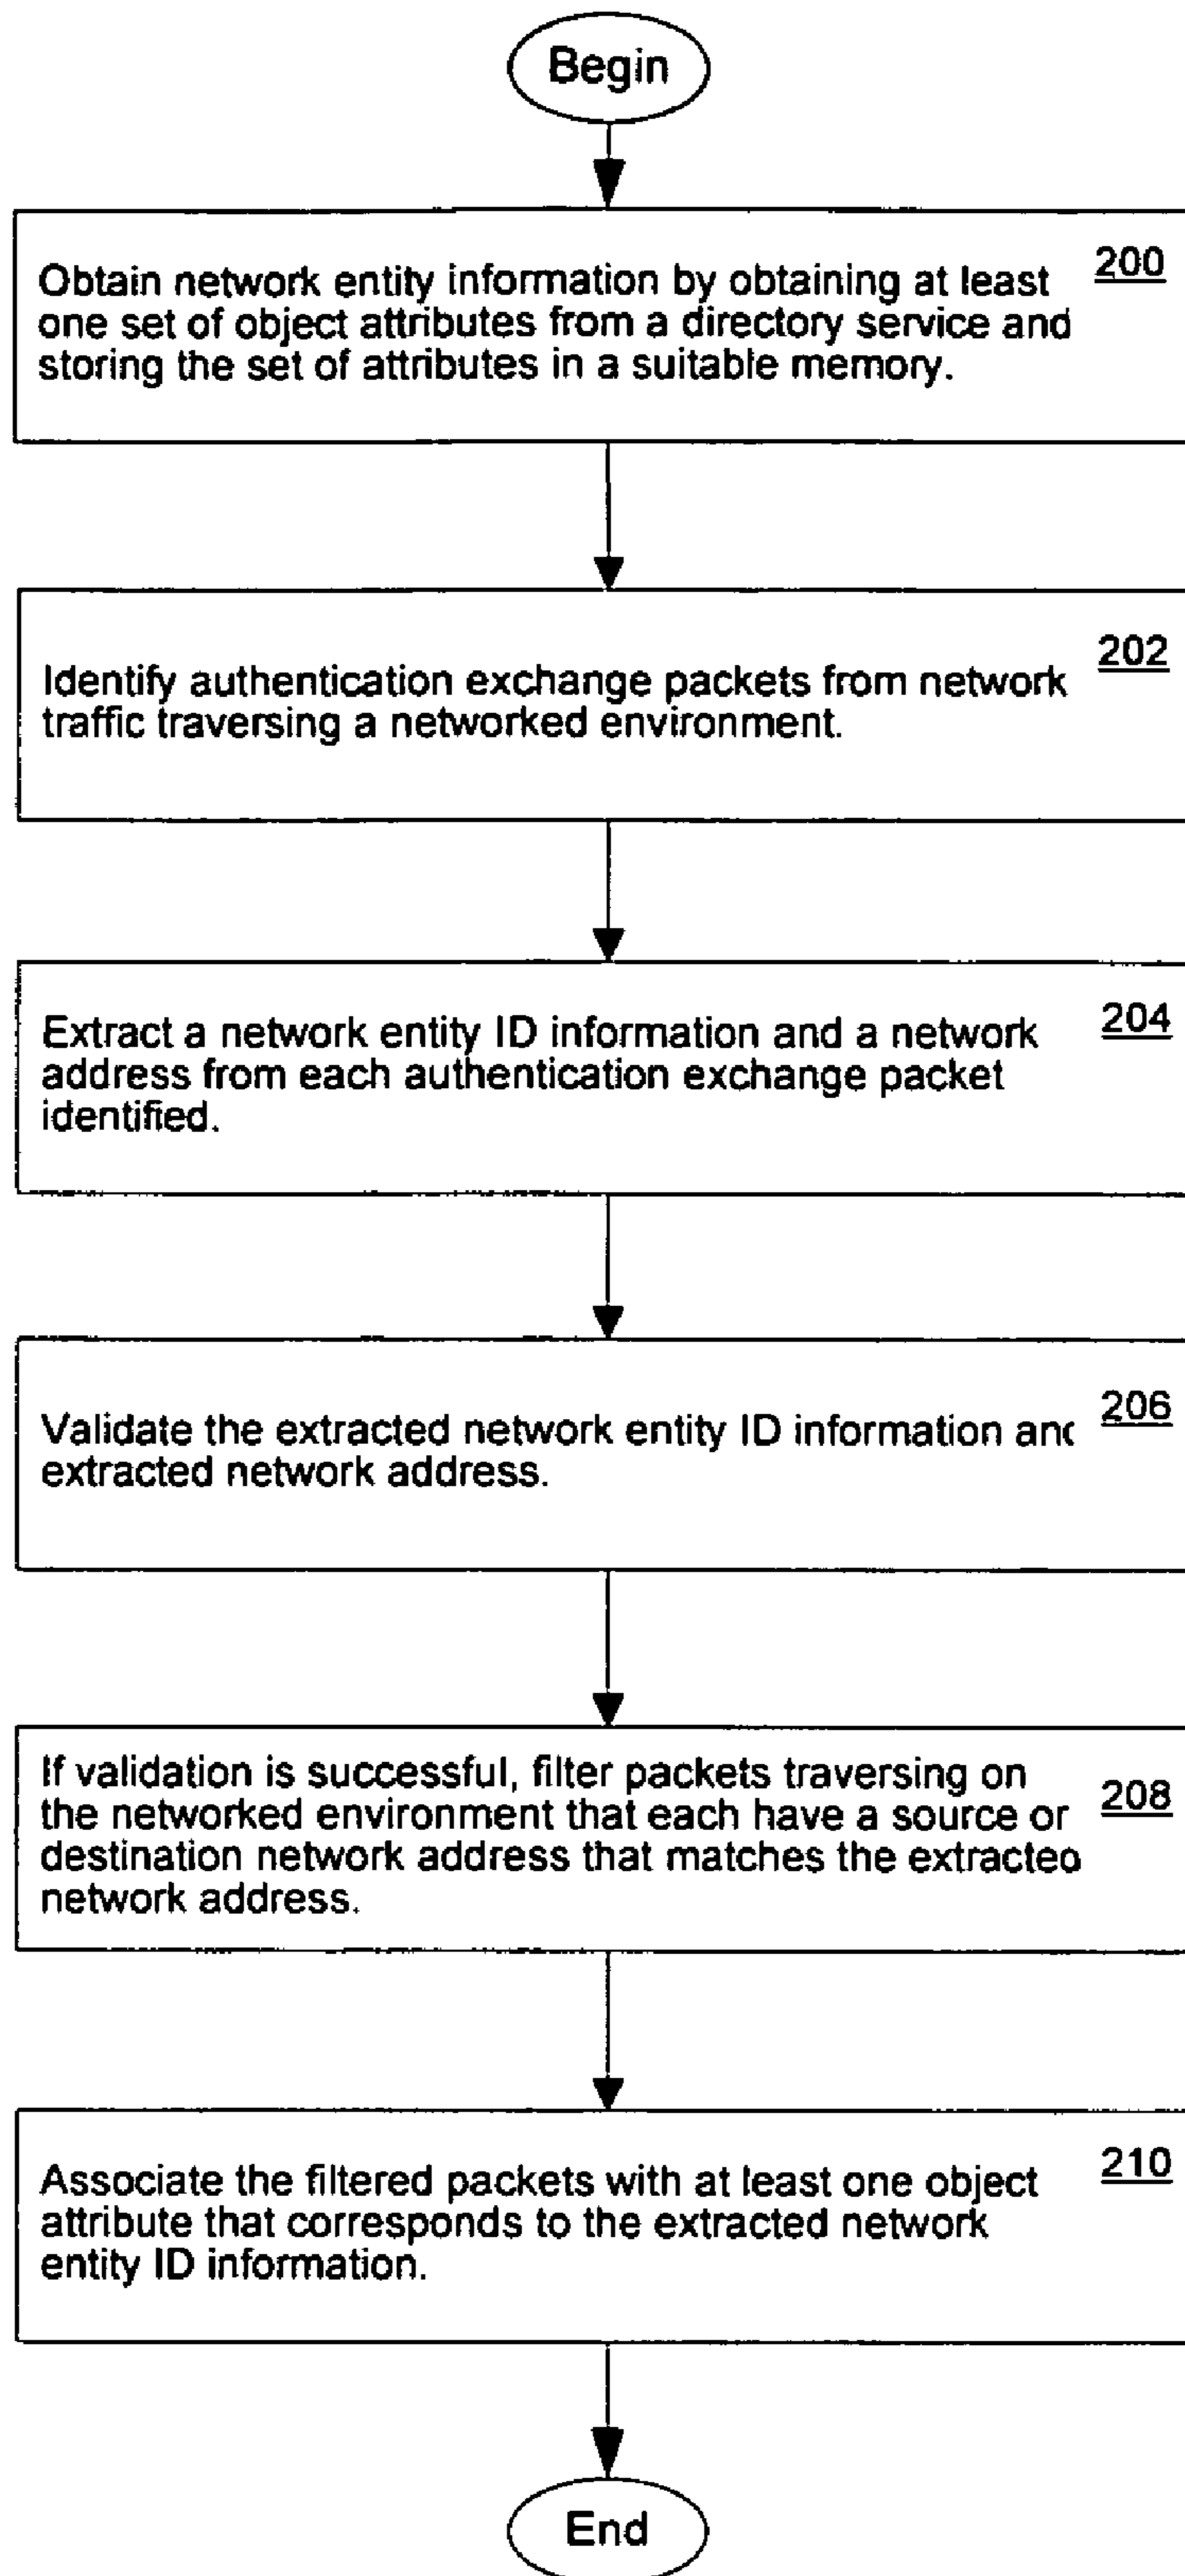 Begin
200
Obtain network entity information by obtaining at least
one set of object attributes from a directory service and
storing the set of attributes in a suitable memory.
202
Identify authentication exchange packets from network
traffic traversing a networked environment.
204
Extract a network entity ID information and a network
address from each authentication exchange packet
identified.
206
Validate the extracted network entity ID information and
extracted network address.
If validation is successful, filter packets traversing on
208
the networked environment that each have a source or
destination network address that matches the extracted
network address.
210
Associate the filtered packets with at least one object
attribute that corresponds to the extracted network
entity ID information.
End